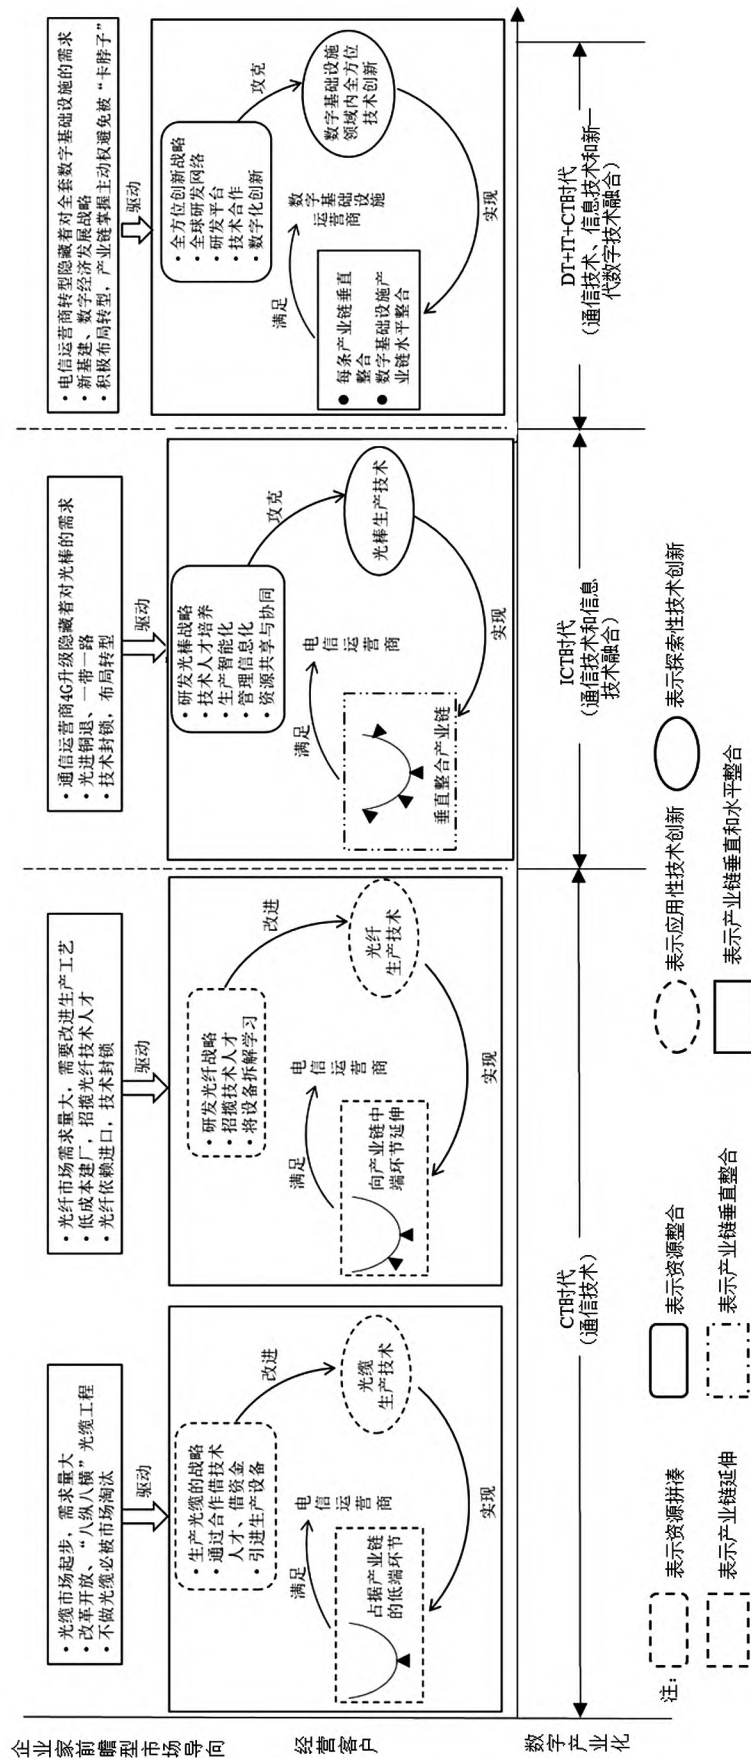 企业家前瞻型市场导向
• 光缆市场起步，需求量大
• 改革开放、“八纵八横”光缆工程
• 不做光缆必被市场淘汰
驱动
• 光纤市场需求量大，需要改进生产工艺
• 低成本建厂，招揽光纤技术人才
• 光纤依赖进口，技术封锁
驱动
• 通信运营商4G升级隐藏着对光棒的需求
• 光进铜退、一带一路
• 技术封锁，布局转型
驱动
• 电信运营商转型隐藏着对全套数字基础设施的需求
• 新基建、数字经济发展战略
• 积极布局转型，产业链掌握主动权避免被“卡脖子”
驱动
经营客户
• 生产光缆的战略
• 通过合作借技术
人才、借资金
• 引进生产设备
改进
光缆
生产技术
实现
占据产业链
的低端环节
满足
电信运营商
• 研发光纤战略
• 招揽技术人才
• 将设备拆解学习
改进
光纤
生产技术
实现
向产业链中
端环节延伸
满足
电信运营商
• 研发光棒战略
• 技术人才培养
• 生产智能化
• 管理信息化
• 资源共享与协同
攻克
光棒生产技术
实现
垂直整合产业链
满足
电信运营商
• 全方位创新战略
• 全球研发网络
• 研发平台
• 技术合作
• 数字化创新
攻克
数字基础设施
领域内全方位
技术创新
实现
● 每条产业链垂直
整合
● 数字基础设施产
业链水平整合
满足
数字基础设施
运营商
数字产业化
CT时代
（通信技术）
ICT时代
（通信技术和信息
技术融合）
DT+IT+CT时代
（通信技术、信息技术和新一
代数字技术融合）
注：
表示资源拼凑
表示资源整合
表示应用性技术创新
表示探索性技术创新
表示产业链延伸
表示产业链垂直整合
表示产业链垂直和水平整合